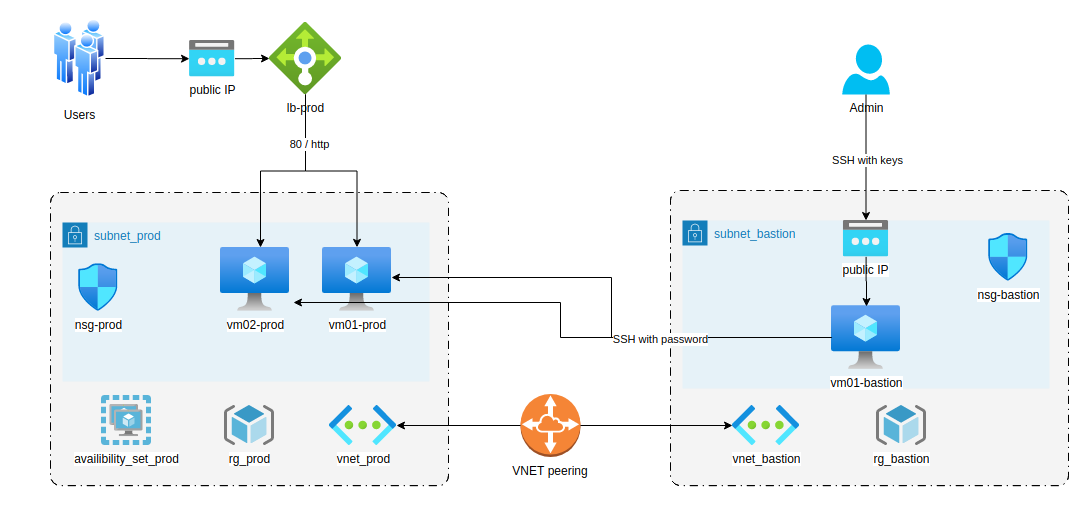 Users
public IP
lb-prod
Admin
80 / http
SSH with keys
subnet_prod
subnet_bastion
public IP
nsg-prod
vm02-prod
vm01-prod
nsg-bastion
SSH with password
vm01-bastion
availibility_set_prod
rg_prod
vnet_prod
VNET peering
vnet_bastion
rg_bastion